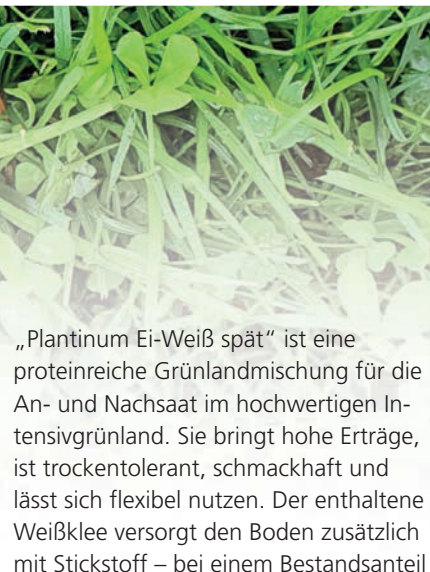 „Plantinum Ei-Weiß spät“ ist eine
proteinreiche Grünlandmischung für die
An- und Nachsaat im hochwertigen In-
tensivgrünland. Sie bringt hohe Erträge,
ist trockentolerant, schmackhaft und
lässt sich flexibel nutzen. Der enthaltene
Weißklee versorgt den Boden zusätzlich
mit Stickstoff – bei einem Bestandsanteil